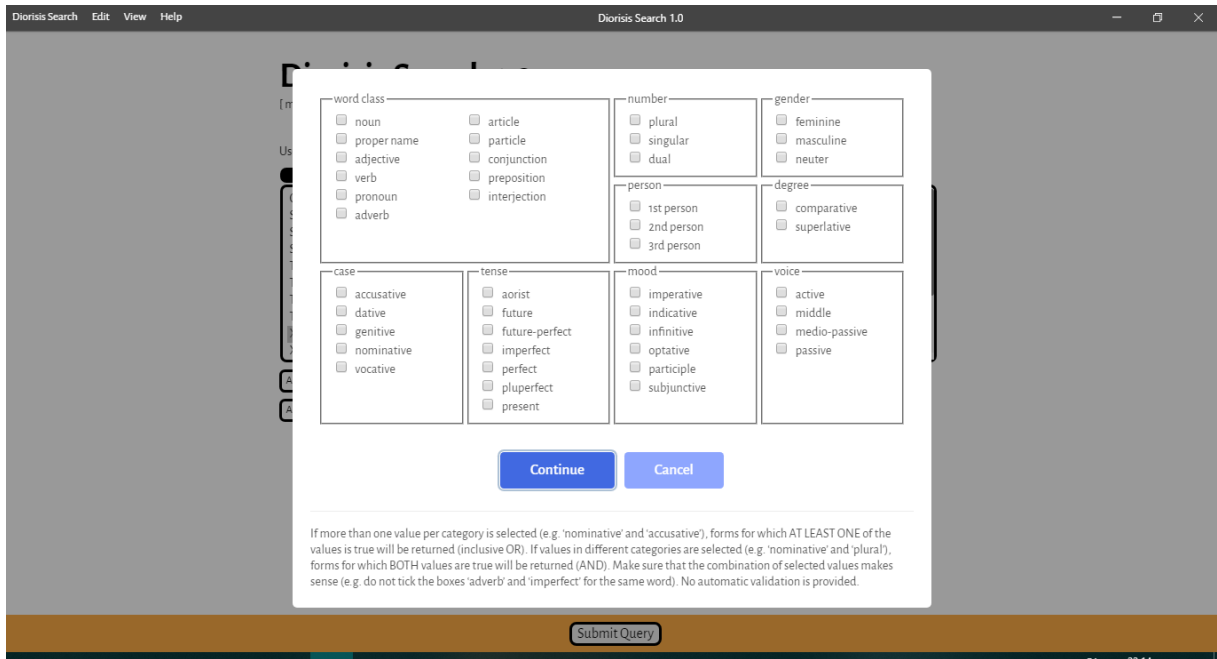 Diorisis Search Edit View Help
Diorisis Search 1.0
[ m
Us
word class
noun
proper name
adjective
verb
pronoun
adverb
article
particle
conjunction
preposition
interjection
number
plural
singular
dual
gender
feminine
masculine
neuter
person
1st person
2nd person
3rd person
degree
comparative
superlative
case
accusative
dative
genitive
nominative
vocative
tense
aorist
future
future-perfect
imperfect
perfect
pluperfect
present
mood
imperative
indicative
infinitive
optative
participle
subjunctive
voice
active
middle
medio-passive
passive
Continue
Cancel
If more than one value per category is selected (e.g. 'nominative' and 'accusative'), forms for which AT LEAST ONE of the
values is true will be returned (inclusive OR). If values in different categories are selected (e.g. 'nominative' and 'plural'),
forms for which BOTH values are true will be returned (AND). Make sure that the combination of selected values makes
sense (e.g. do not tick the boxes 'adverb' and 'imperfect' for the same word). No automatic validation is provided.
Submit Query